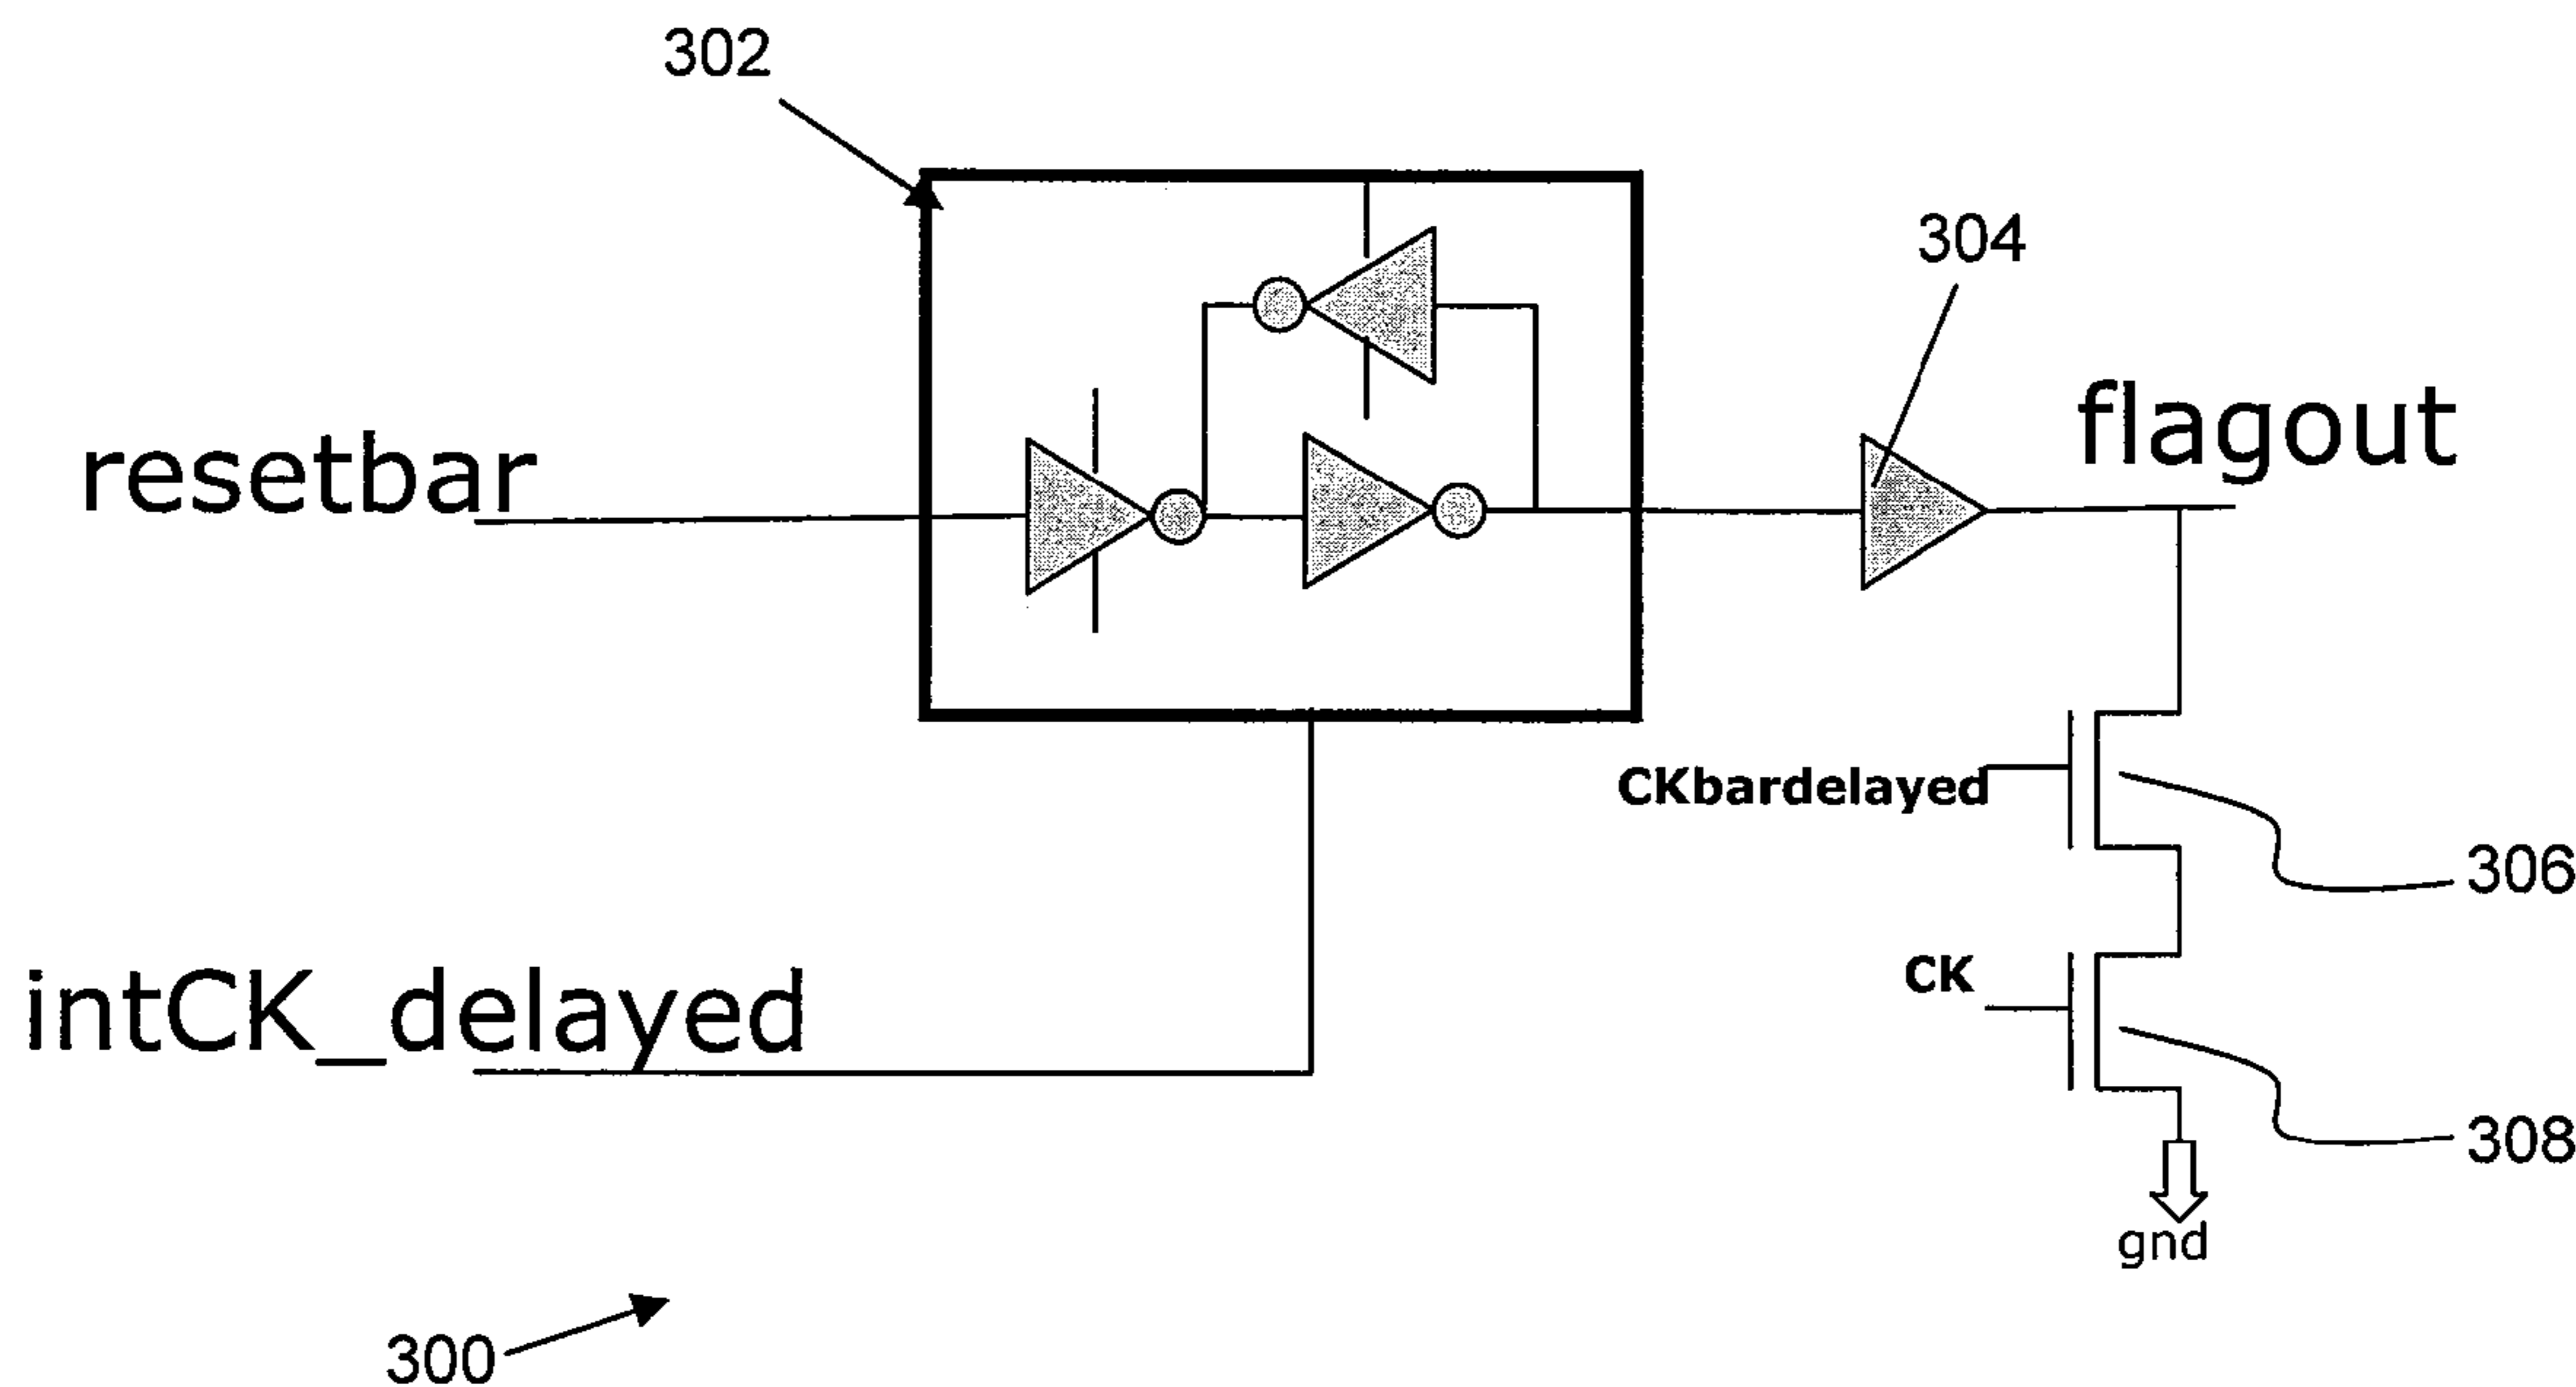 302
304
flagout
resetbar
CKbardelayed
306
CK
intCK_delayed
308
gnd
300